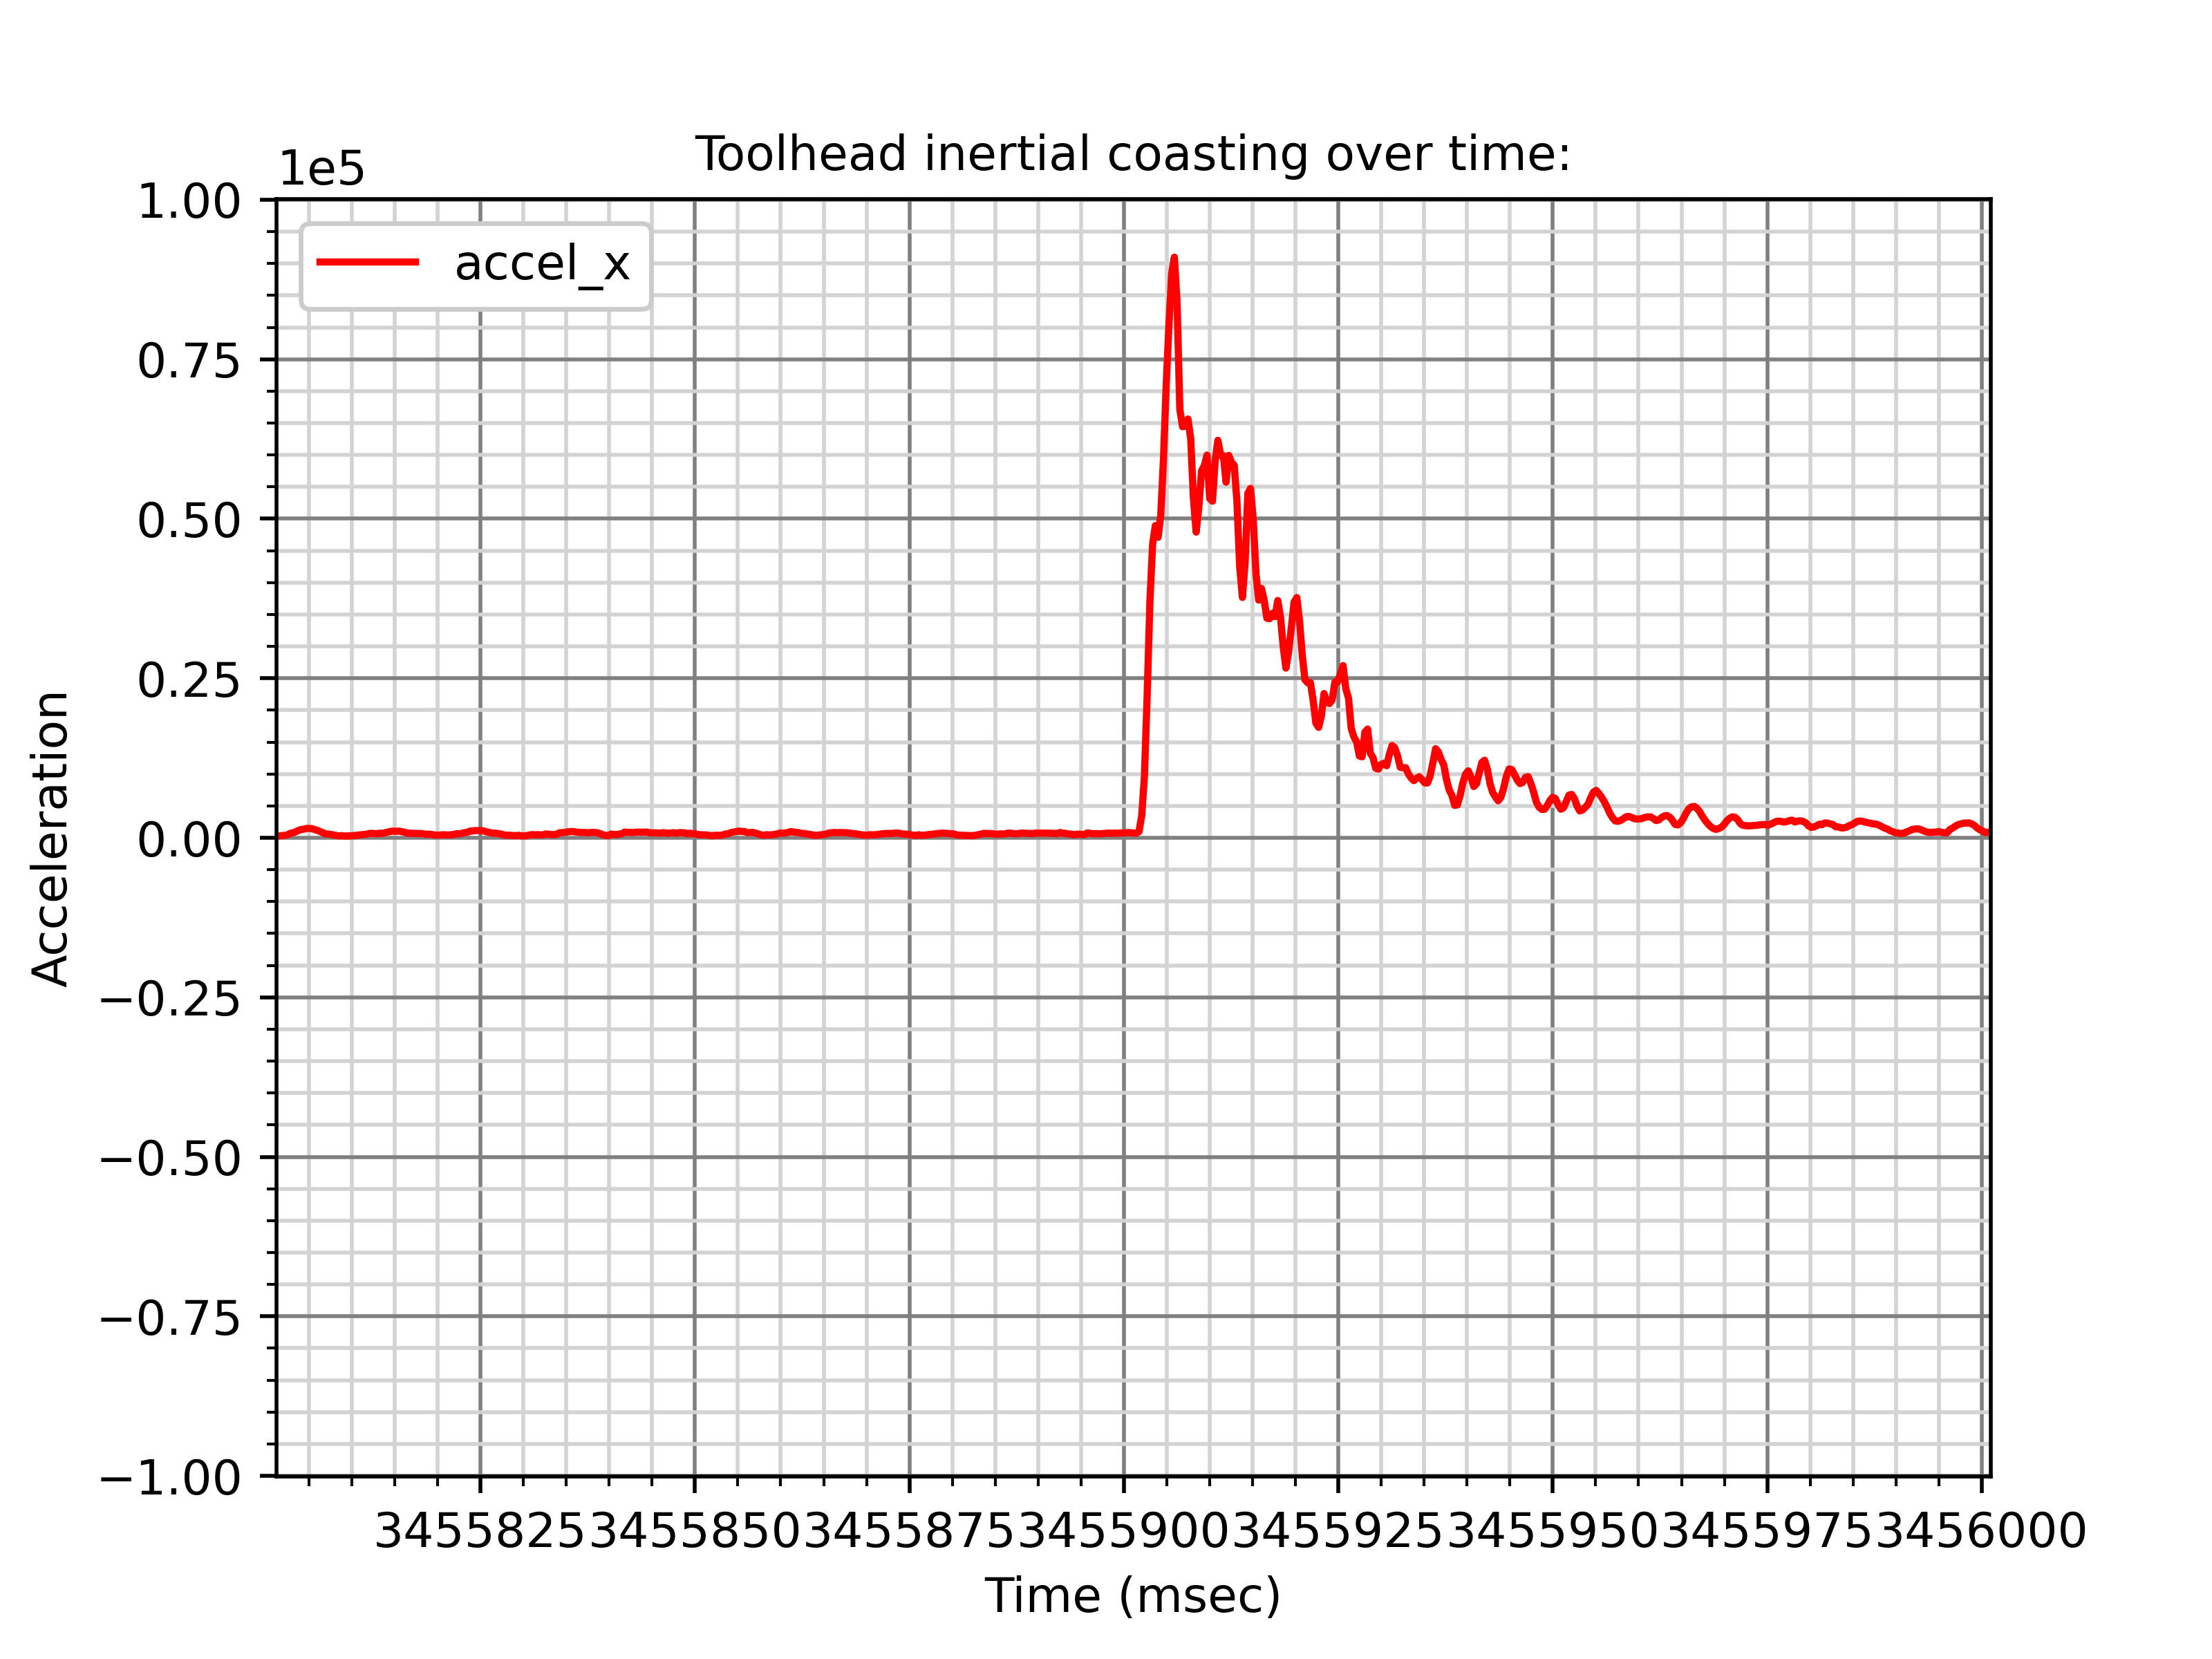 Toolhead inertial coasting over time:
1e5
accel_x
1.00
0.75
0.50
0.25
0.00
−0.25
−0.50
−0.75
−1.00
Acceleration
3455825 3455850 3455875 3455900 3455925 3455950 3455975 3456000
Time (msec)